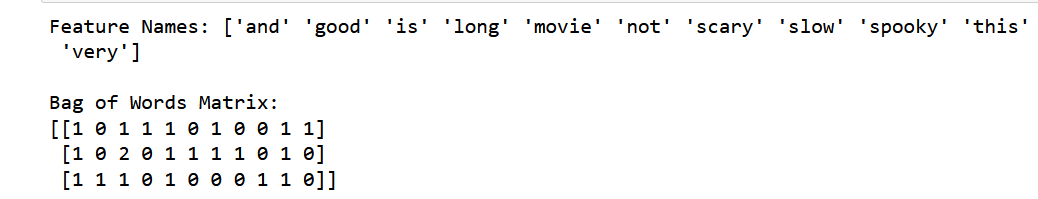 Feature Names: ['and' 'good' 'is' 'long' 'movie' 'not' 'scary' 'slow' 'spooky' 'this'
 'very']
Bag of Words Matrix:
[[1 0 1 1 1 0 1 0 0 1 1]
 [1 0 2 0 1 1 1 1 0 1 0]
 [1 1 1 0 1 0 0 0 1 1 0]]